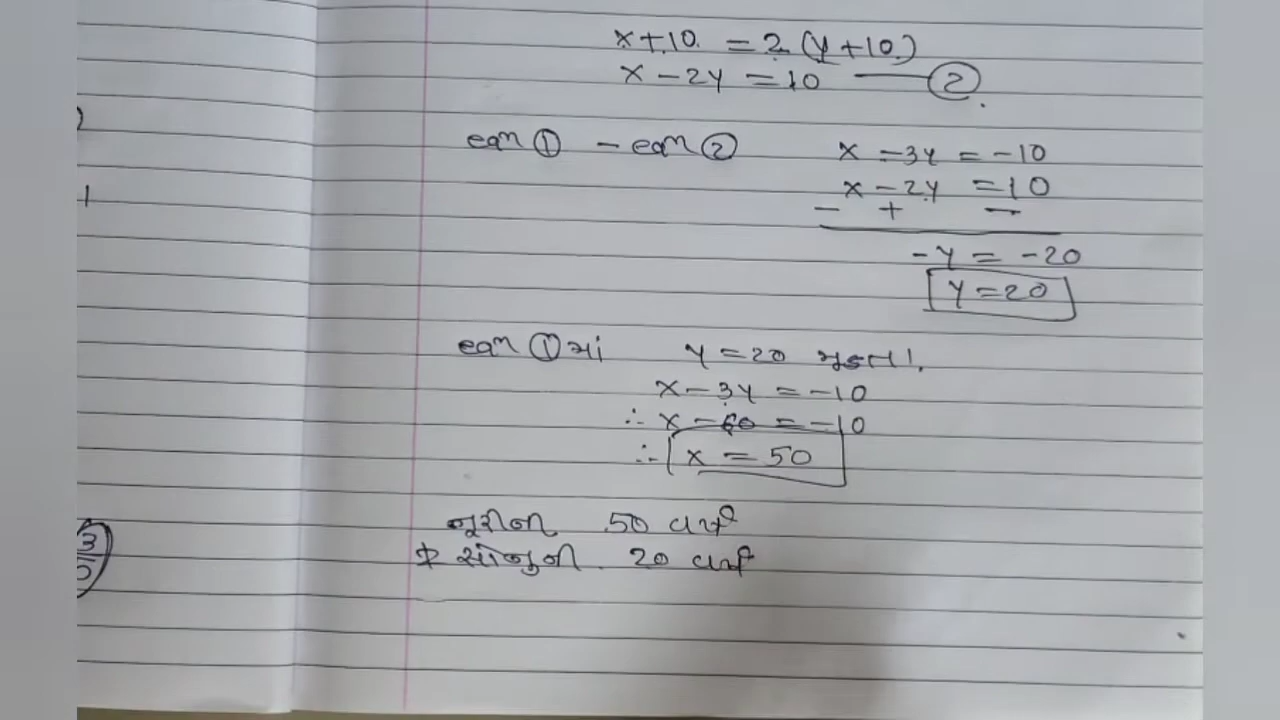 x + 10 = 2 (y + 10)
x - 2y = 10 — ②
eqn ① - eqn ②
x - 3y = -10
x - 2y = 10
- + -
-y = -20
y = 20
eqn ① માં y = 20 મુકતા.
x - 3y = -10
∴ x - 60 = -10
∴ x = 50
નુરીની 50 વર્ષ
સોનુની 20 વર્ષ